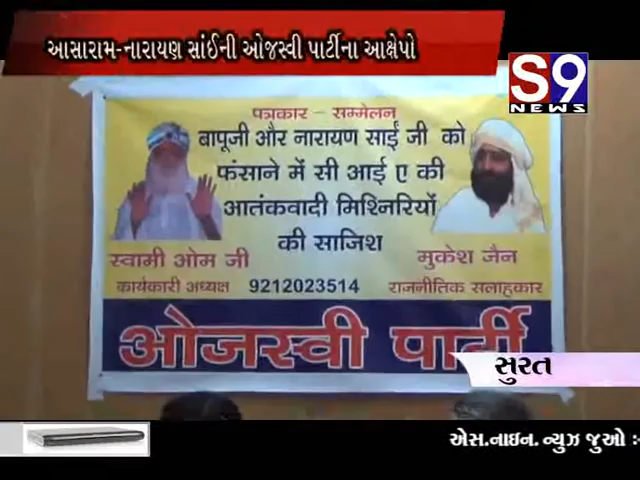 આસારામ-નારાયણ સાંઈની ઓજસ્વી પાર્ટીના આક્ષેપો
S9
NEWS
पत्रकार – सम्मेलन
बापूजी और नारायण साईं जी को
फंसाने में सी आई ए की
आतंकवादी मिश्निरियों
की साजिश
स्वामी ओम जी
मुकेश जैन
कार्यकारी अध्यक्ष 9212023514 राजनीतिक सलाहकार
ओजस्वी पार्टी
સુરત
એસ.નાઇન. ન્યુઝ જુઓ :-